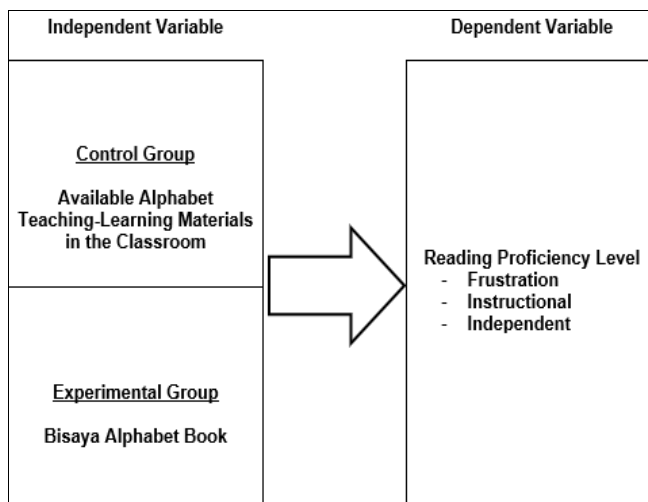 Independent Variable
Dependent Variable
Control Group
Available Alphabet
Teaching-Learning Materials
in the Classroom
Experimental Group
Bisaya Alphabet Book
Reading Proficiency Level
- Frustration
- Instructional
- Independent